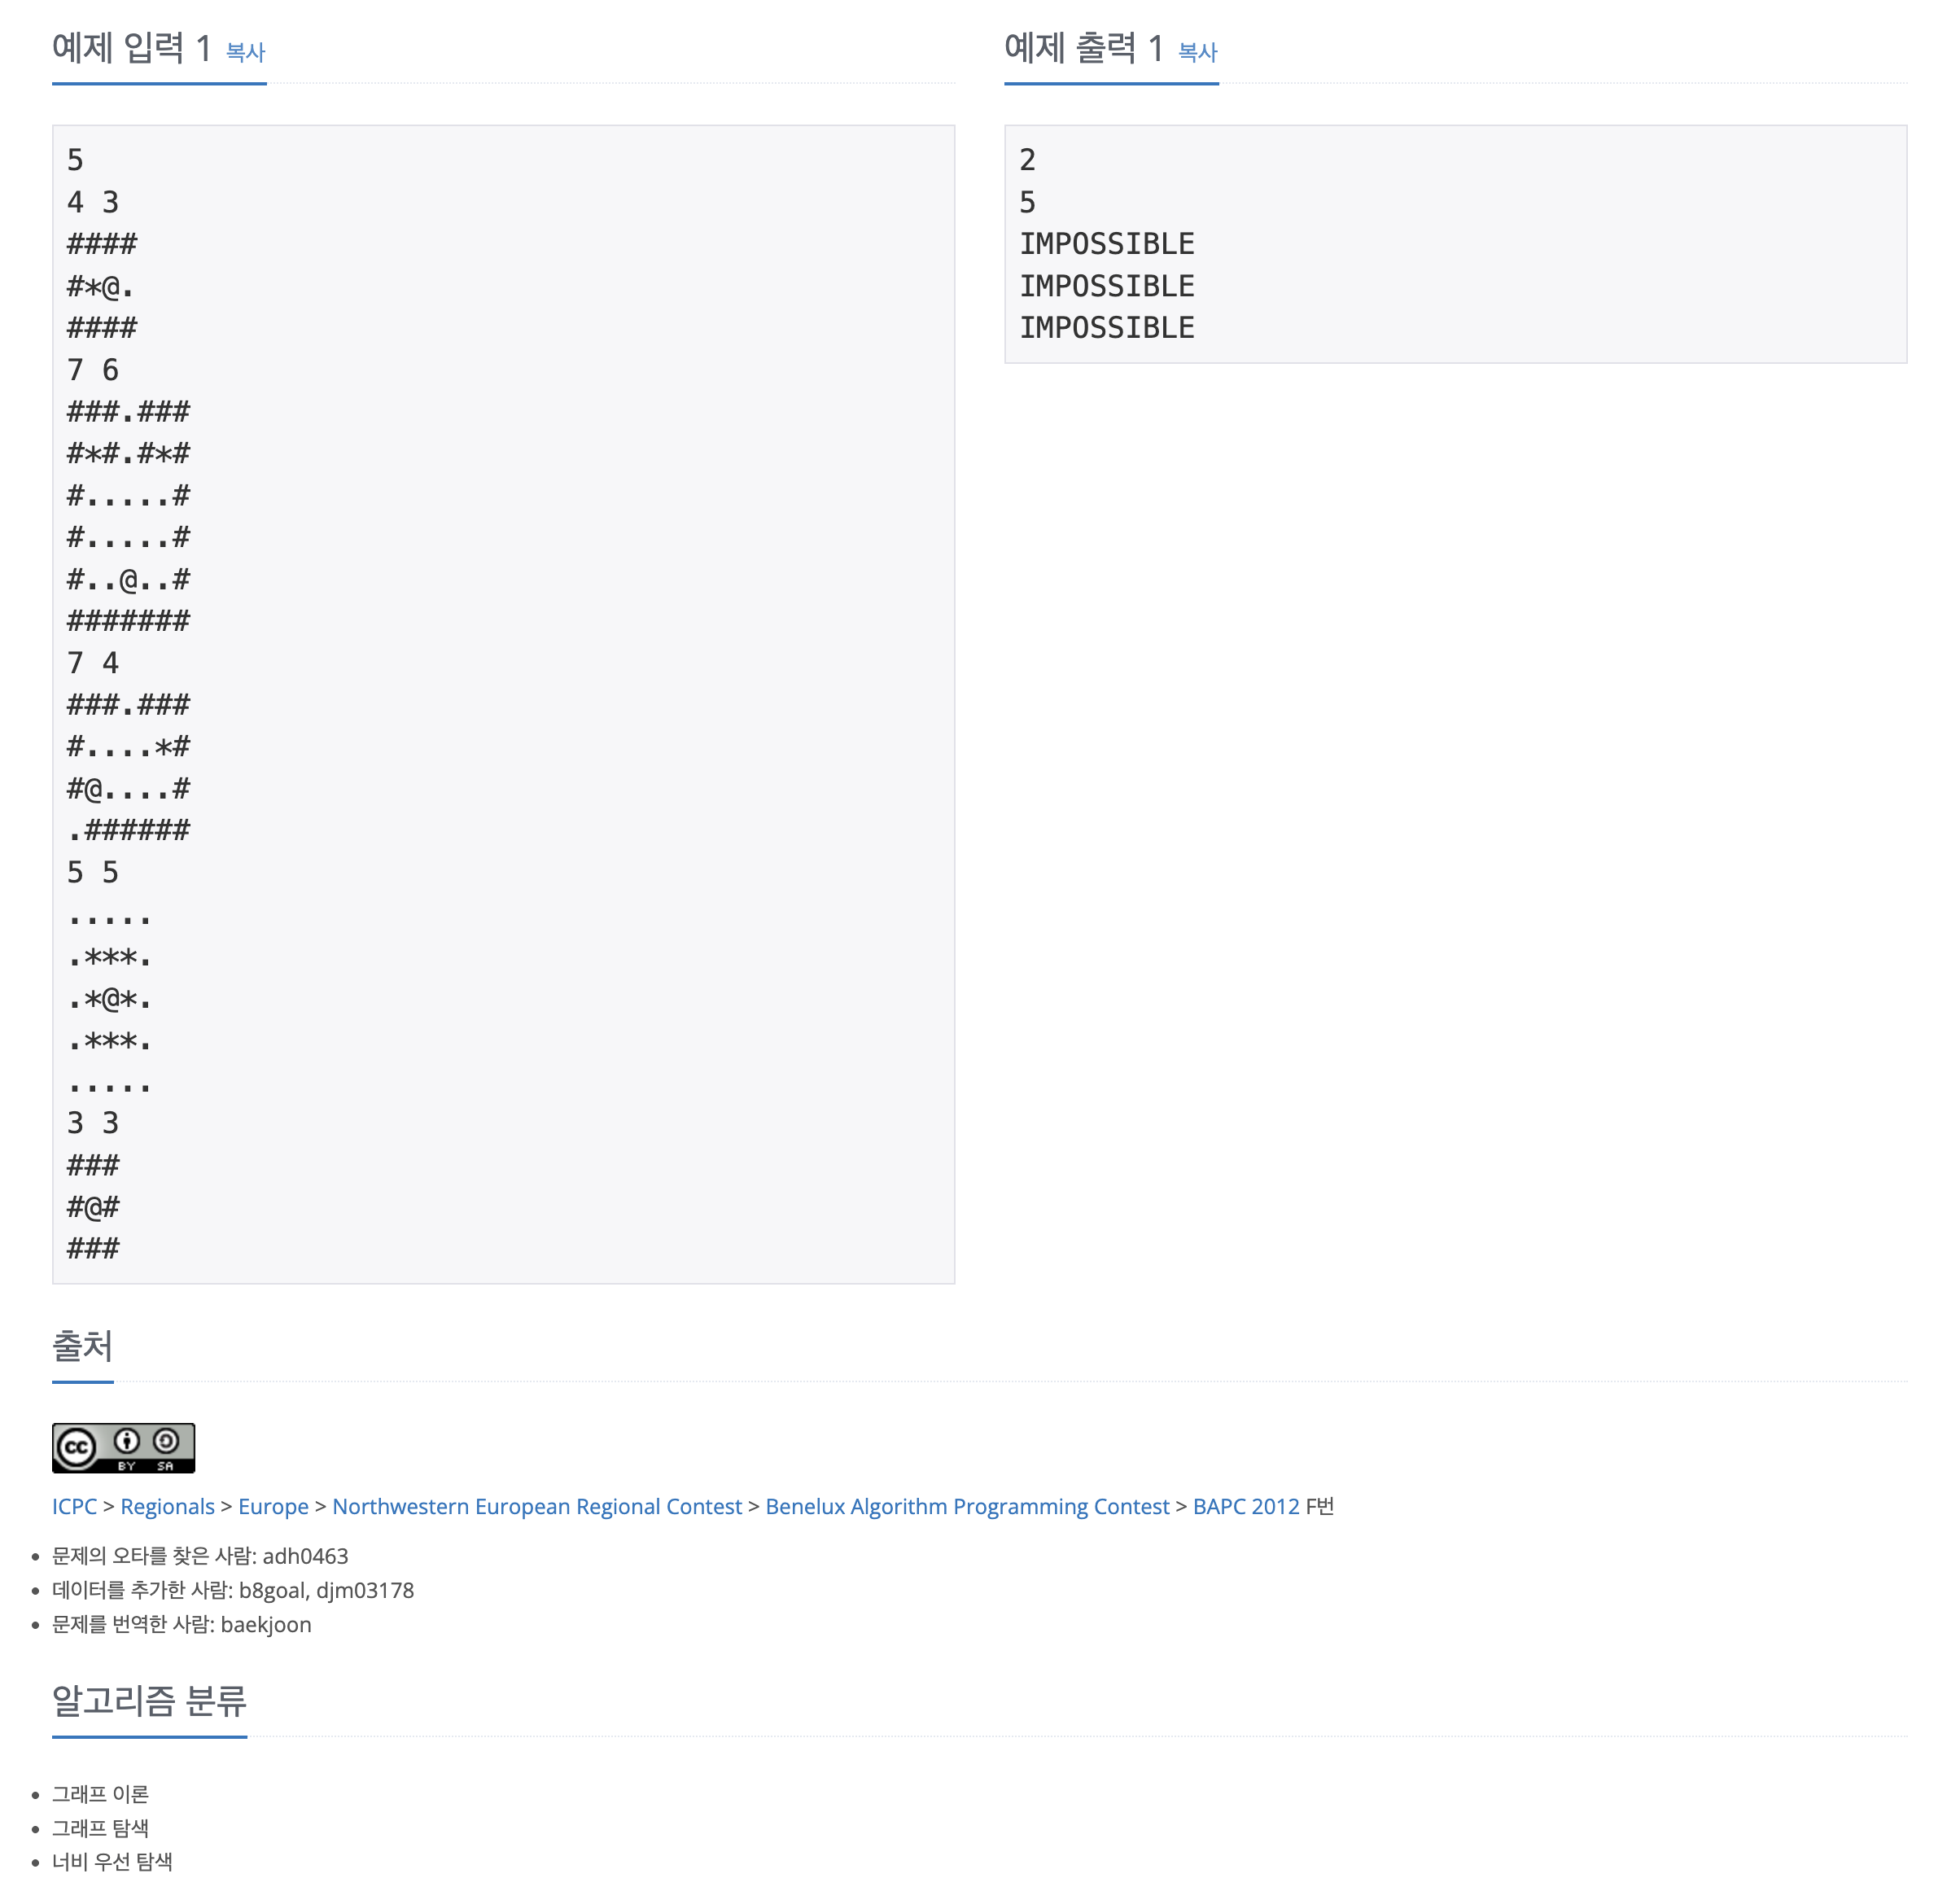 예제 입력 1 복사
5
4 3
####
#*@.
####
7 6
###.###
#*#.#*#
#.....#
#.....#
#..@..#
#######
7 4
###.###
#....*#
#@....#
.######
5 5
.....
.***.
.*@*.
.***.
.....
3 3
###
#@#
###
예제 출력 1 복사
2
5
IMPOSSIBLE
IMPOSSIBLE
IMPOSSIBLE
출처
cc BY SA
ICPC > Regionals > Europe > Northwestern European Regional Contest > Benelux Algorithm Programming Contest > BAPC 2012 F번
문제의 오타를 찾은 사람: adh0463
데이터를 추가한 사람: b8goal, djm03178
문제를 번역한 사람: baekjoon
알고리즘 분류
그래프 이론
그래프 탐색
너비 우선 탐색